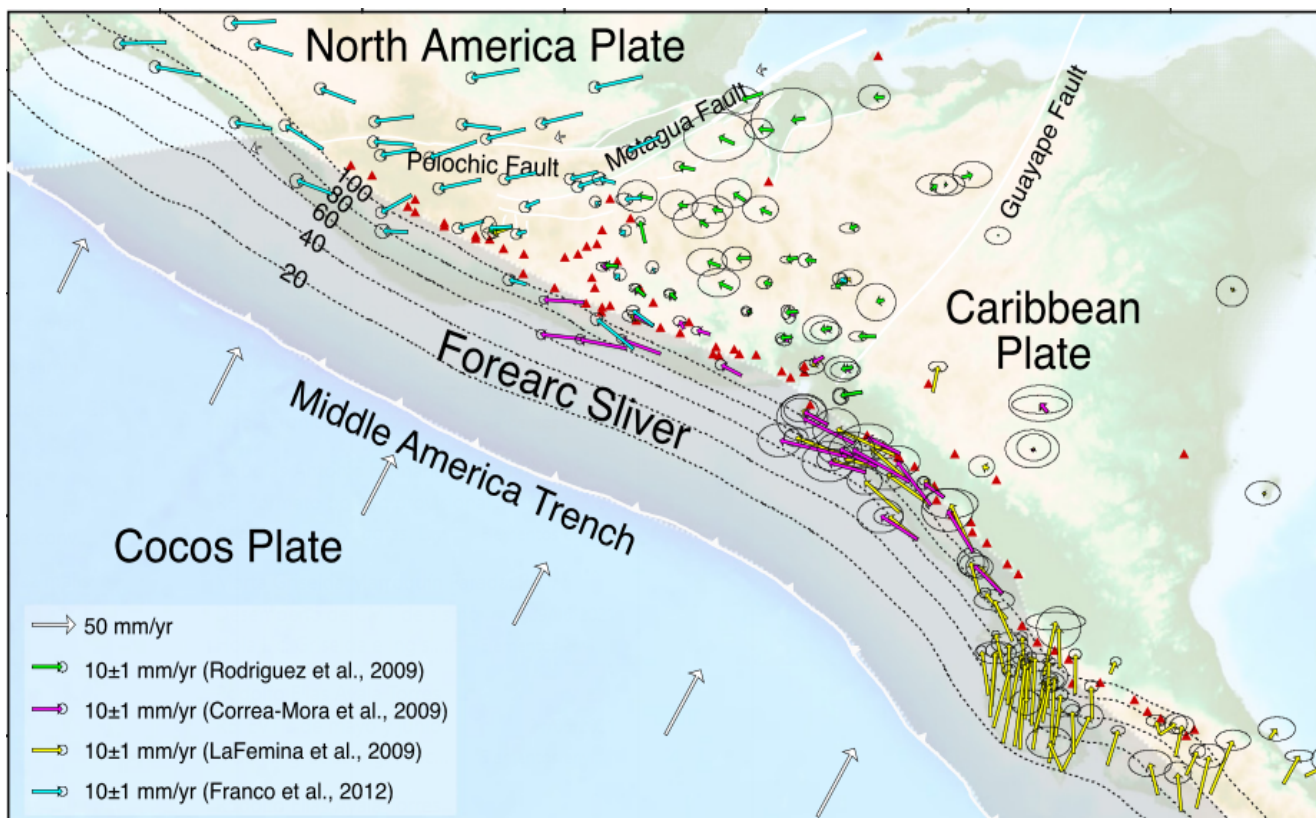 North America Plate
Motagua Fault
Polochic Fault
Guayape Fault
100
80
60
40
20
Caribbean
Plate
Forearc Sliver
Middle America Trench
Cocos Plate
50 mm/yr
10±1 mm/yr (Rodriguez et al., 2009)
10±1 mm/yr (Correa-Mora et al., 2009)
10±1 mm/yr (LaFemina et al., 2009)
10±1 mm/yr (Franco et al., 2012)